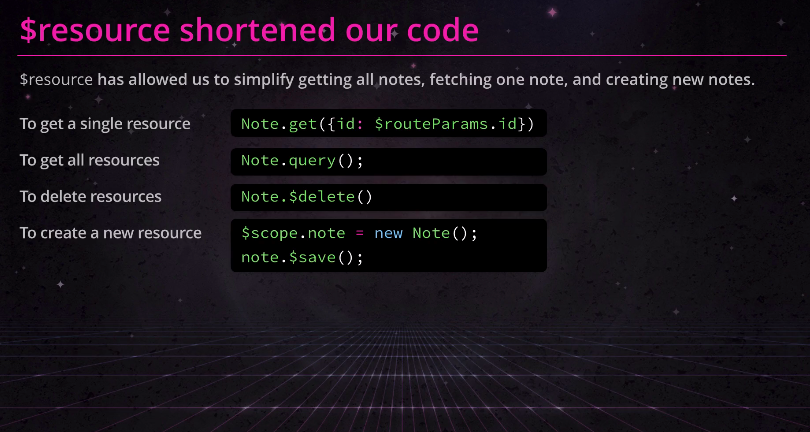 $resource shortened our code
$resource has allowed us to simplify getting all notes, fetching one note, and creating new notes.
To get a single resource Note.get({id: $routeParams.id})
To get all resources Note.query();
To delete resources Note.$delete()
To create a new resource $scope.note = new Note();
note.$save();